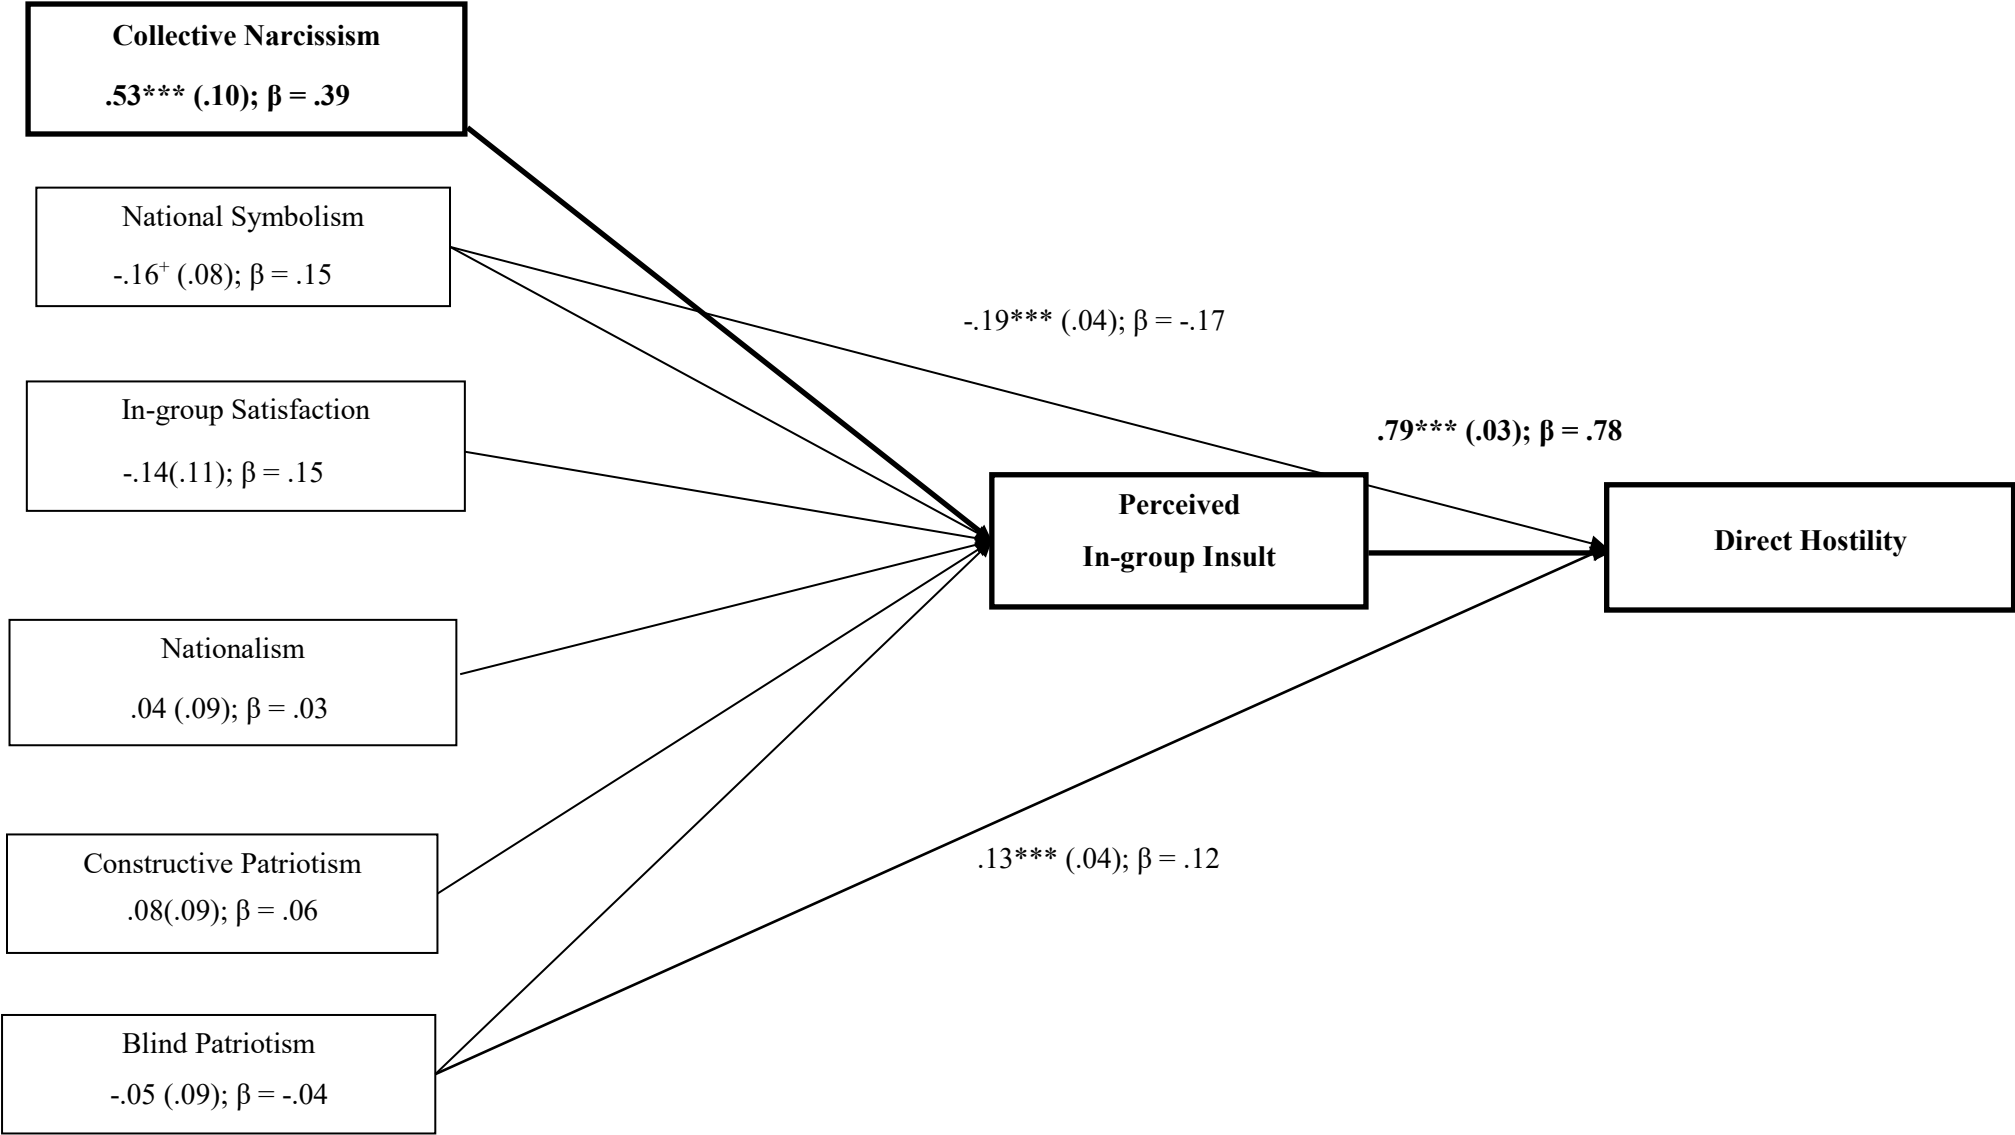 Collective Narcissism
.53*** (.10); β = .39
National Symbolism
-.16⁺ (.08); β = .15
-.19*** (.04); β = -.17
In-group Satisfaction
-.14(.11); β = .15
.79*** (.03); β = .78
Perceived
In-group Insult
Direct Hostility
Nationalism
.04 (.09); β = .03
Constructive Patriotism
.08(.09); β = .06
.13*** (.04); β = .12
Blind Patriotism
-.05 (.09); β = -.04